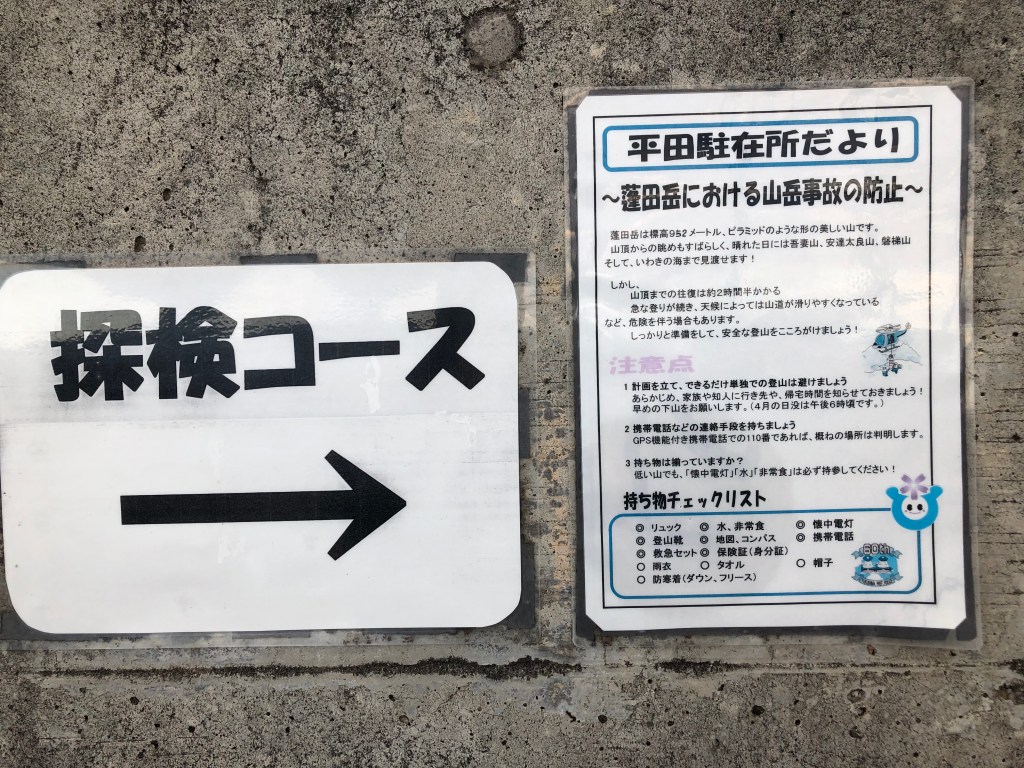 探検コース
平田駐在所だより
～蓬田岳における山岳事故の防止～
蓬田岳は標高952メートル、ピラミッドのような形の美しい山です。
山頂からの眺めもすばらしく、晴れた日には吾妻山、安達太良山、磐梯山
そして、いわきの海まで見渡せます！
しかし、
山頂までの往復は約2時間半かかる
急な登りが続き、天候によっては山道が滑りやすくなっている
など、危険を伴う場合もあります。
しっかりと準備をして、安全な登山をこころがけましょう！
注意点
1 計画を立て、できるだけ単独での登山は避けましょう
あらかじめ、家族や知人に行き先や、帰宅時間を知らせておきましょう！
早めの下山をお願いします。（4月の日没は午後6時頃です。）
2 携帯電話などの連絡手段を持ちましょう
GPS機能付き携帯電話での110番であれば、概ねの場所は判明します。
3 持ち物は揃っていますか？
低い山でも、「懐中電灯」「水」「非常食」は必ず持参してください！
持ち物チェックリスト
◎ リュック ◎ 水、非常食 ◎ 懐中電灯
◎ 登山靴 ◎ 地図、コンパス ◎ 携帯電話
◎ 救急セット ◎ 保険証（身分証）
○ 雨衣 ○ タオル ○ 帽子
○ 防寒着（ダウン、フリース）
60th